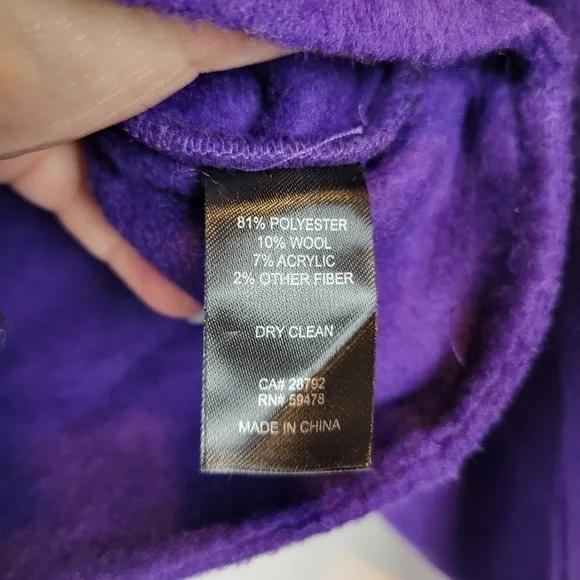 81% POLYESTER
10% WOOL
7% ACRYLIC
2% OTHER FIBER
DRY CLEAN
CA# 28792
RN# 59478
MADE IN CHINA